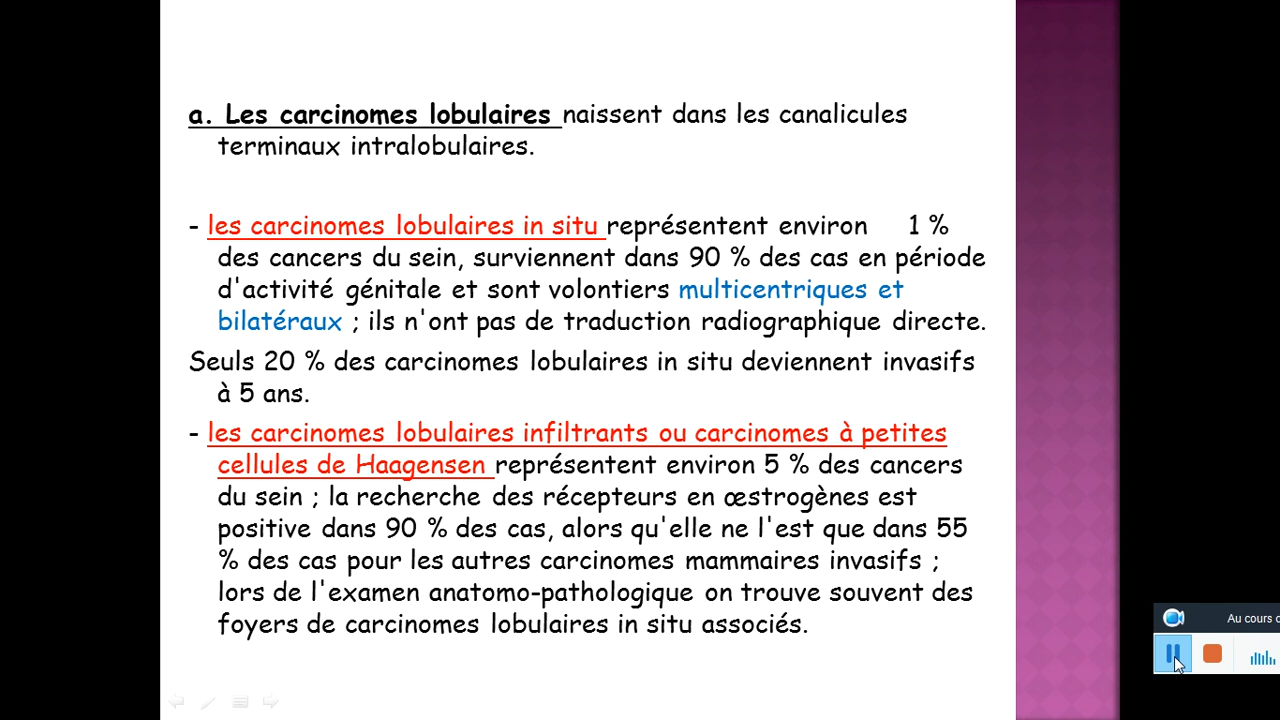 a. Les carcinomes lobulaires naissent dans les canalicules
terminaux intralobulaires.
- les carcinomes lobulaires in situ représentent environ 1 %
des cancers du sein, surviennent dans 90 % des cas en période
d'activité génitale et sont volontiers multicentriques et
bilatéraux ; ils n'ont pas de traduction radiographique directe.
Seuls 20 % des carcinomes lobulaires in situ deviennent invasifs
à 5 ans.
- les carcinomes lobulaires infiltrants ou carcinomes à petites
cellules de Haagensen représentent environ 5 % des cancers
du sein ; la recherche des récepteurs en œstrogènes est
positive dans 90 % des cas, alors qu'elle ne l'est que dans 55
% des cas pour les autres carcinomes mammaires invasifs ;
lors de l'examen anatomo-pathologique on trouve souvent des
foyers de carcinomes lobulaires in situ associés.
Au cours